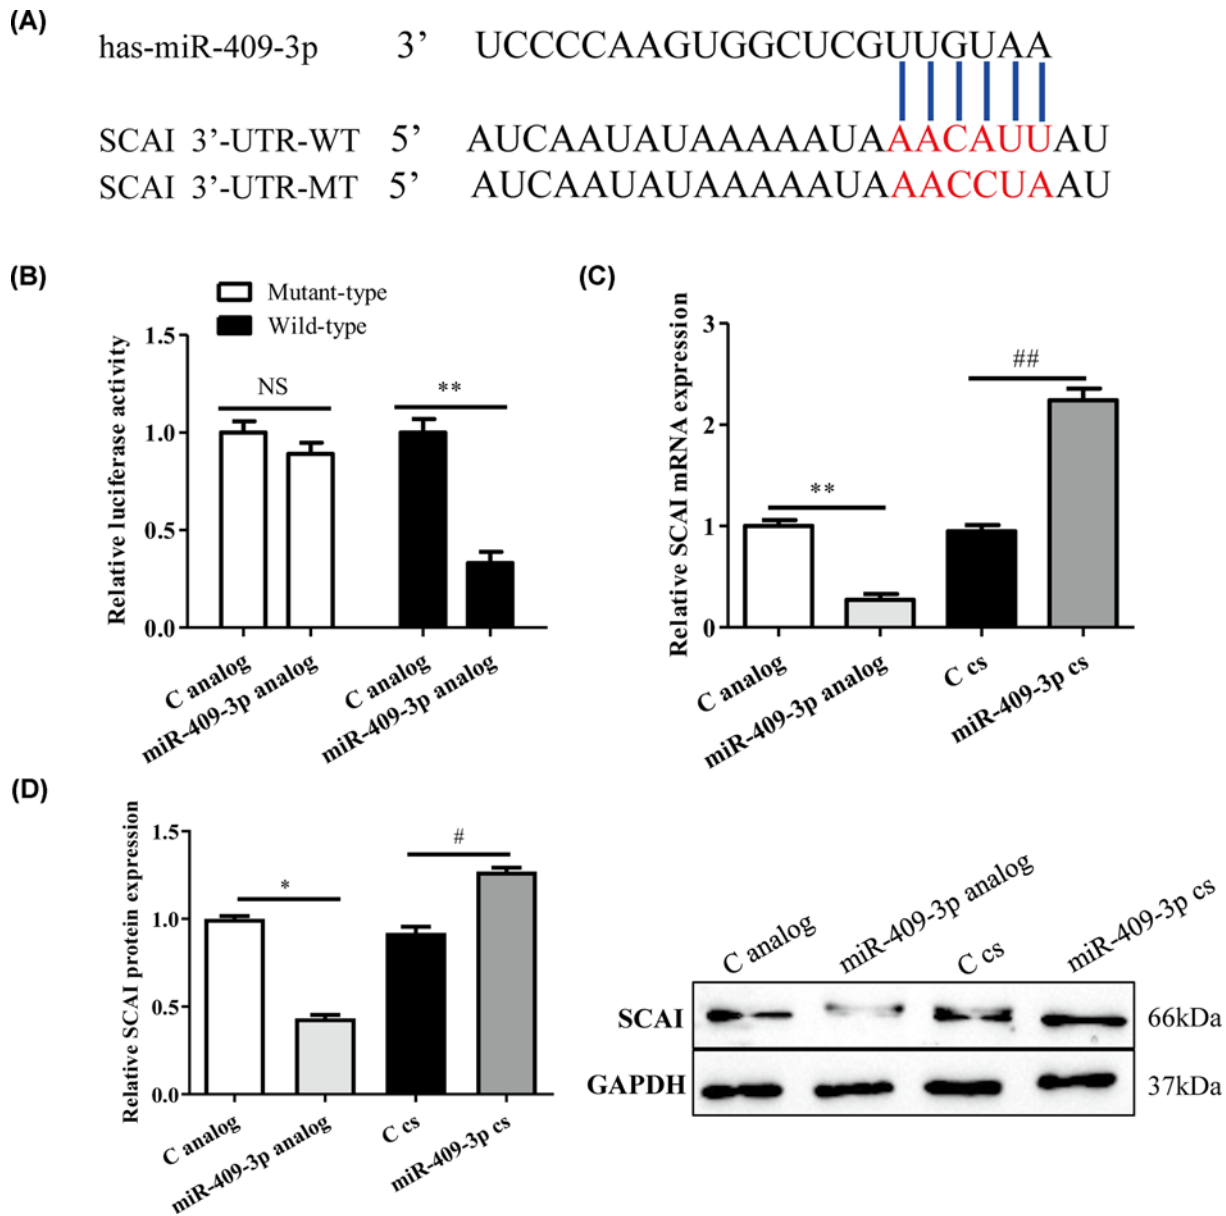 (A)
has-miR-409-3p 3’ UCCCCAAGUGGCUCGUUGUAA
SCAI 3’-UTR-WT 5’ AUCAAUAUAAAAAUAAACAUUAU
SCAI 3’-UTR-MT 5’ AUCAAUAUAAAAAUAAACCUAAU
(B)
Mutant-type
Wild-type
Relative luciferase activity
1.5
1.0
0.5
0.0
NS
**
C analog
miR-409-3p analog
C analog
miR-409-3p analog
(C)
Relative SCAI mRNA expression
3
2
1
0
**
##
C analog
miR-409-3p analog
C cs
miR-409-3p cs
(D)
Relative SCAI protein expression
1.5
1.0
0.5
0.0
*
#
C analog
miR-409-3p analog
C cs
miR-409-3p cs
C analog
miR-409-3p analog
C cs
miR-409-3p cs
SCAI 66kDa
GAPDH 37kDa